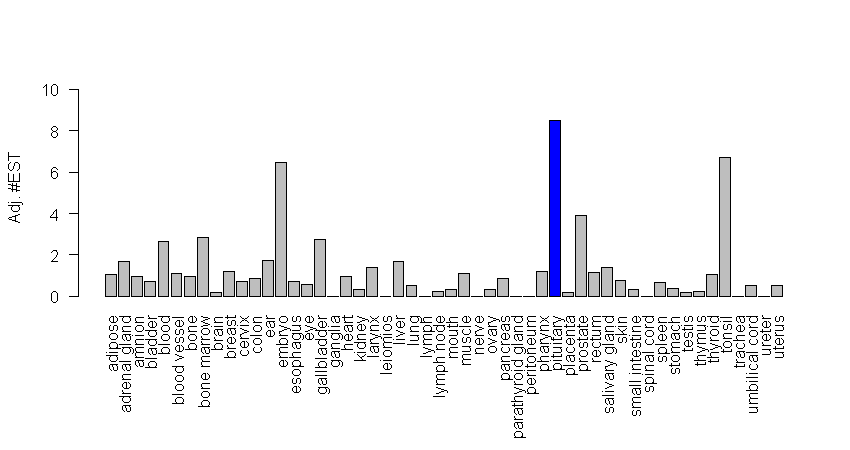 Adj. #EST
10
8
6
4
2
0
adipose
adrenal gland
amnion
bladder
blood
blood vessel
bone
bone marrow
brain
breast
cervix
colon
ear
embryo
esophagus
eye
gallbladder
ganglia
heart
kidney
larynx
leiomios
liver
lung
lymph
lymph node
mouth
muscle
nerve
ovary
pancreas
parathyroid gland
peritoneum
pharynx
pituitary
placenta
prostate
rectum
salivary gland
skin
small intestine
spinal cord
spleen
stomach
testis
thymus
thyroid
tonsil
trachea
umbilical cord
ureter
uterus